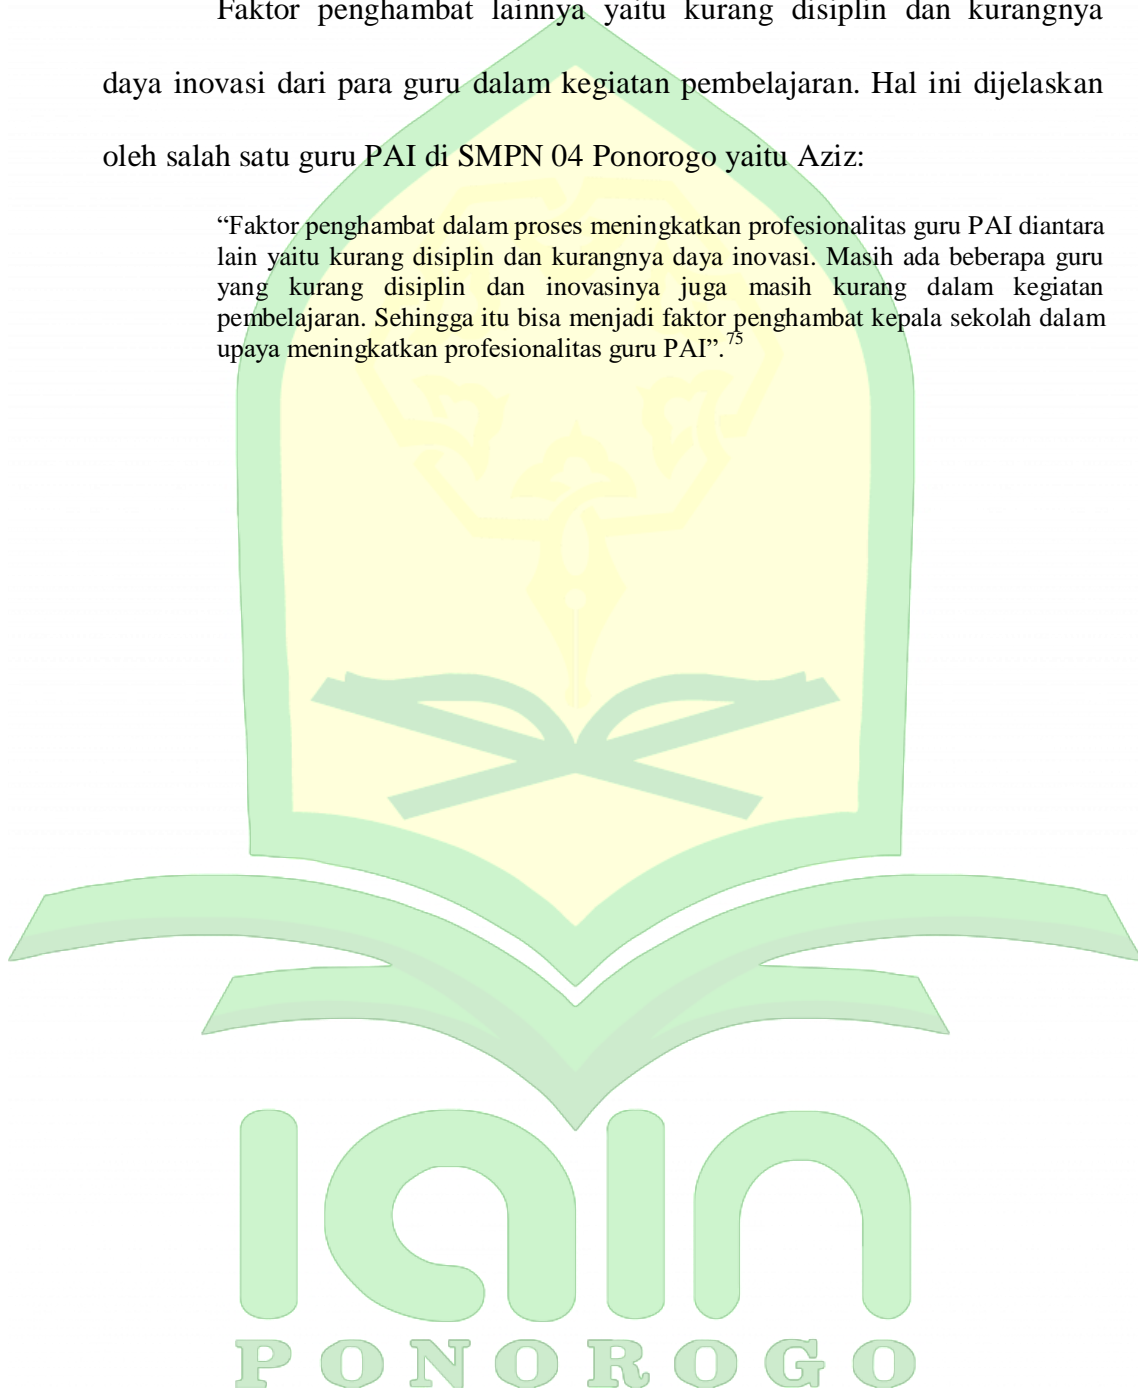 Faktor penghambat lainnya yaitu kurang disiplin dan kurangnya
daya inovasi dari para guru dalam kegiatan pembelajaran. Hal ini dijelaskan
oleh salah satu guru PAI di SMPN 04 Ponorogo yaitu Aziz:
“Faktor penghambat dalam proses meningkatkan profesionalitas guru PAI diantara
lain yaitu kurang disiplin dan kurangnya daya inovasi. Masih ada beberapa guru
yang kurang disiplin dan inovasinya juga masih kurang dalam kegiatan
pembelajaran. Sehingga itu bisa menjadi faktor penghambat kepala sekolah dalam
upaya meningkatkan profesionalitas guru PAI”.75
iain
PONOROGO